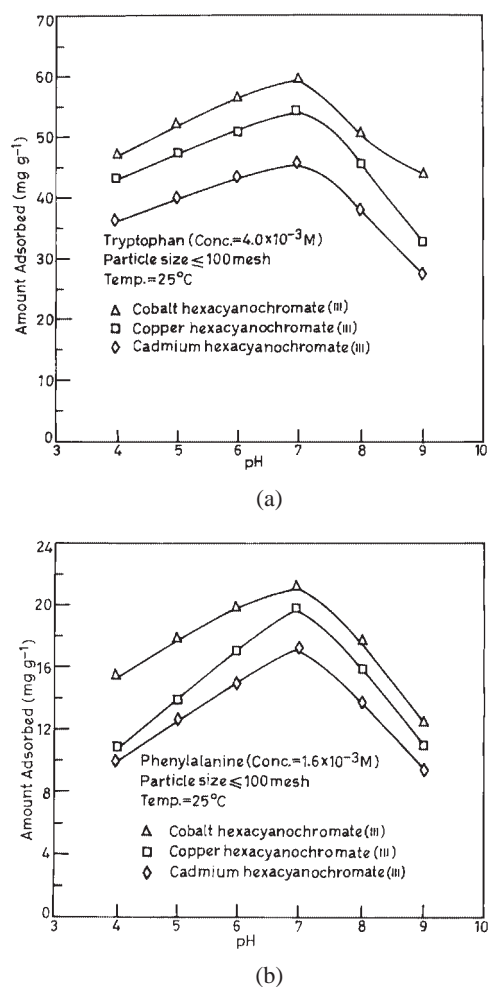 70
60
50
40
30
20
10
0
Amount Adsorbed (mg g⁻¹)
Tryptophan (Conc.=4.0×10⁻³M)
Particle size ≤ 100 mesh
Temp.=25°C
Cobalt hexacyanochromate (III)
Copper hexacyanochromate (III)
Cadmium hexacyanochromate (III)
3 4 5 6 7 8 9 10
pH
(a)
24
20
16
12
8
4
0
Amount Adsorbed (mg g⁻¹)
Phenylalanine (Conc.=1.6×10⁻³M)
Particle size ≤ 100 mesh
Temp.=25°C
Cobalt hexacyanochromate (III)
Copper hexacyanochromate (III)
Cadmium hexacyanochromate (III)
3 4 5 6 7 8 9 10
pH
(b)